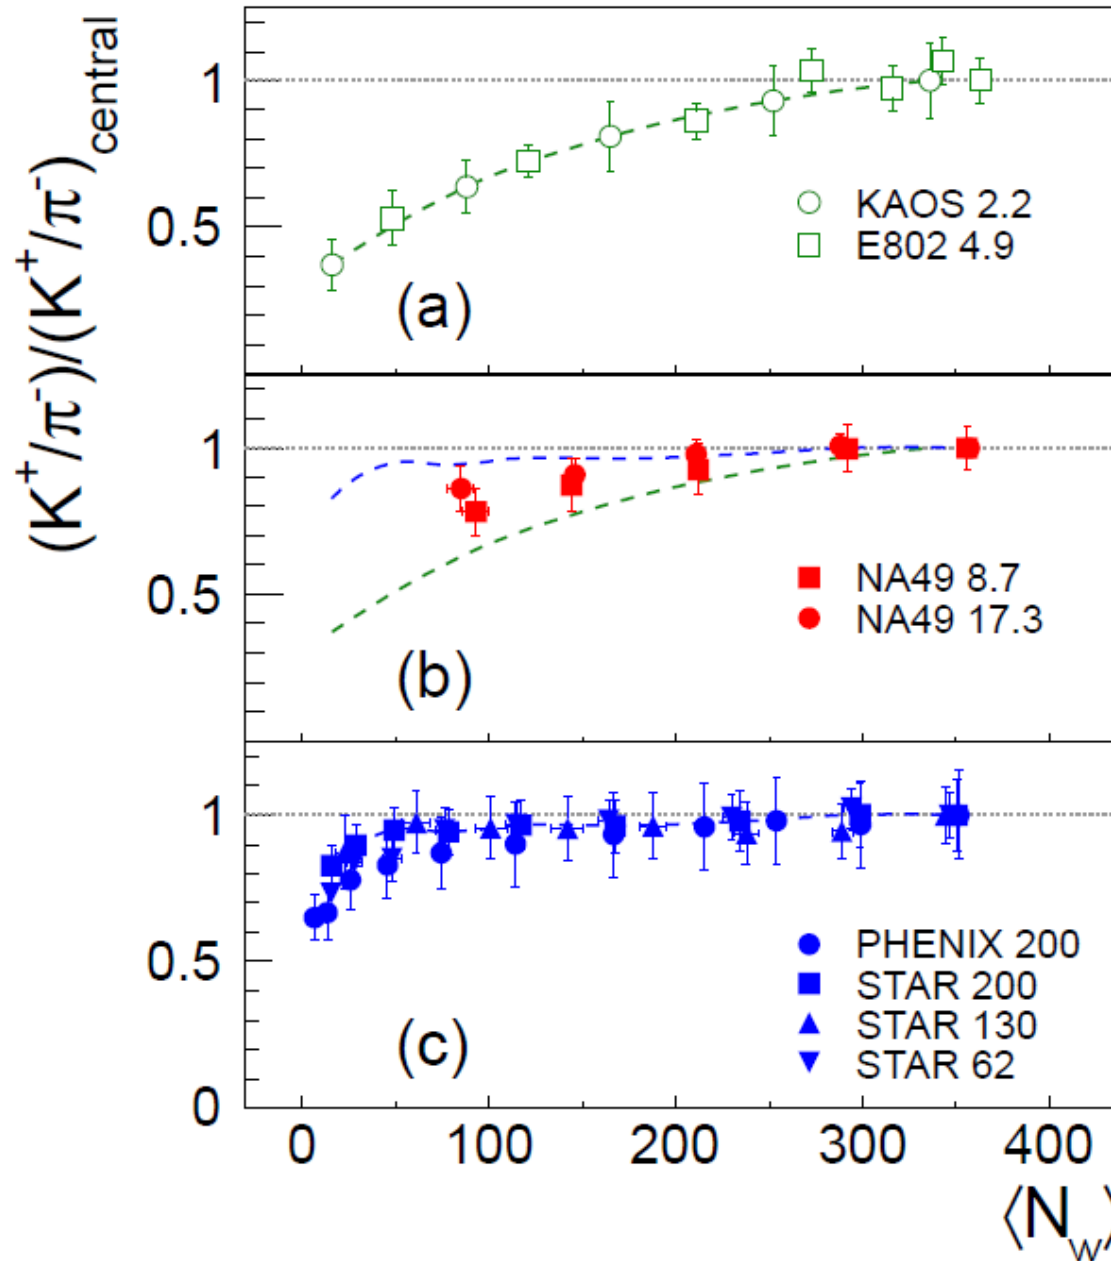 (K⁺/π⁻)/(K⁺/π⁻)central
1
0.5
KAOS 2.2
E802 4.9
(a)
1
0.5
NA49 8.7
NA49 17.3
(b)
1
0.5
0
PHENIX 200
STAR 200
STAR 130
STAR 62
(c)
0 100 200 300 400
⟨N_w⟩